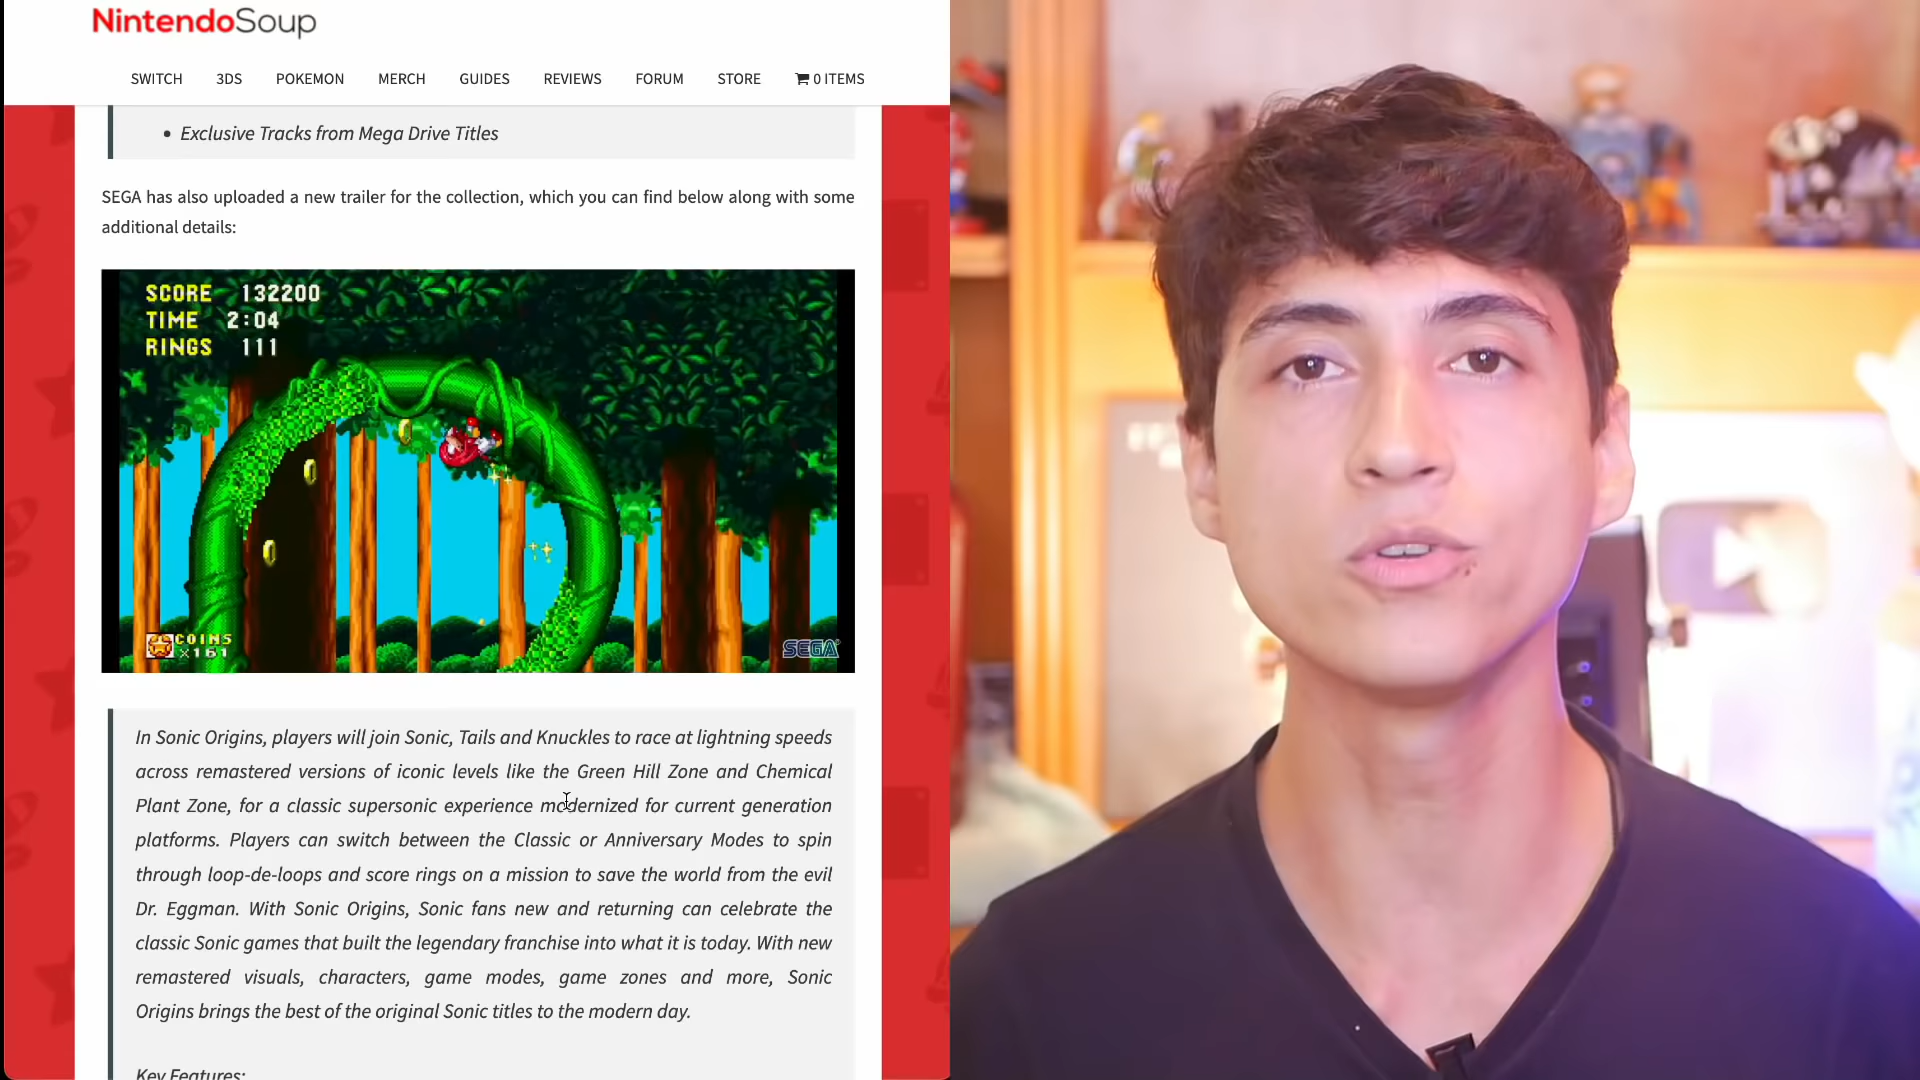 NintendoSoup
SWITCH 3DS POKEMON MERCH GUIDES REVIEWS FORUM STORE 0 ITEMS
• Exclusive Tracks from Mega Drive Titles
SEGA has also uploaded a new trailer for the collection, which you can find below along with some
additional details:
SCORE 132200
TIME 2:04
RINGS 111
COINS
×161
SEGA
In Sonic Origins, players will join Sonic, Tails and Knuckles to race at lightning speeds
across remastered versions of iconic levels like the Green Hill Zone and Chemical
Plant Zone, for a classic supersonic experience modernized for current generation
platforms. Players can switch between the Classic or Anniversary Modes to spin
through loop-de-loops and score rings on a mission to save the world from the evil
Dr. Eggman. With Sonic Origins, Sonic fans new and returning can celebrate the
classic Sonic games that built the legendary franchise into what it is today. With new
remastered visuals, characters, game modes, game zones and more, Sonic
Origins brings the best of the original Sonic titles to the modern day.
Key Features: